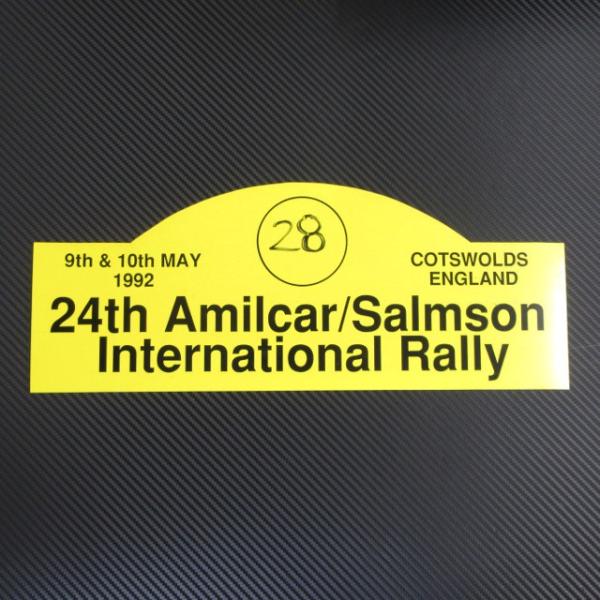 28
9th & 10th MAY
1992
COTSWOLDS
ENGLAND
24th Amilcar/Salmson
International Rally